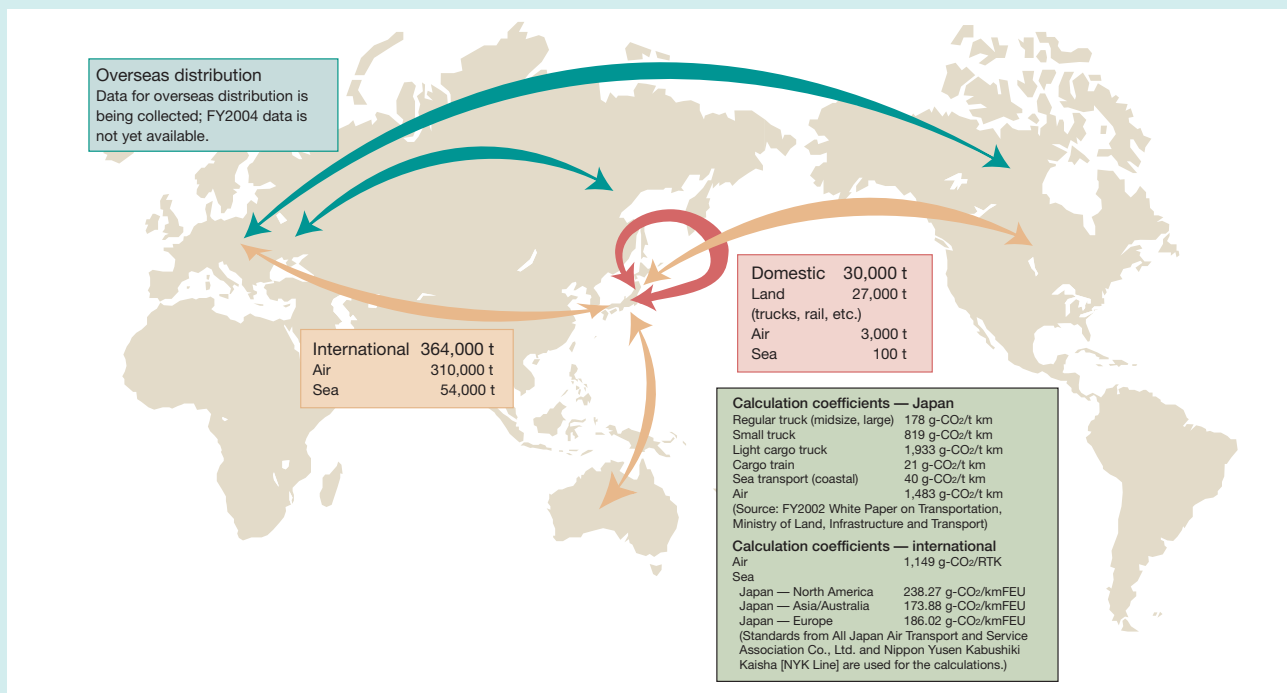 Overseas distribution
Data for overseas distribution is
being collected; FY2004 data is
not yet available.
International 364,000 t
Air 310,000 t
Sea 54,000 t
Domestic 30,000 t
Land 27,000 t
(trucks, rail, etc.)
Air 3,000 t
Sea 100 t
Calculation coefficients — Japan
Regular truck (midsize, large) 178 g-CO2/t km
Small truck 819 g-CO2/t km
Light cargo truck 1,933 g-CO2/t km
Cargo train 21 g-CO2/t km
Sea transport (coastal) 40 g-CO2/t km
Air 1,483 g-CO2/t km
(Source: FY2002 White Paper on Transportation,
Ministry of Land, Infrastructure and Transport)
Calculation coefficients — international
Air 1,149 g-CO2/RTK
Sea
Japan — North America 238.27 g-CO2/kmFEU
Japan — Asia/Australia 173.88 g-CO2/kmFEU
Japan — Europe 186.02 g-CO2/kmFEU
(Standards from All Japan Air Transport and Service
Association Co., Ltd. and Nippon Yusen Kabushiki
Kaisha [NYK Line] are used for the calculations.)